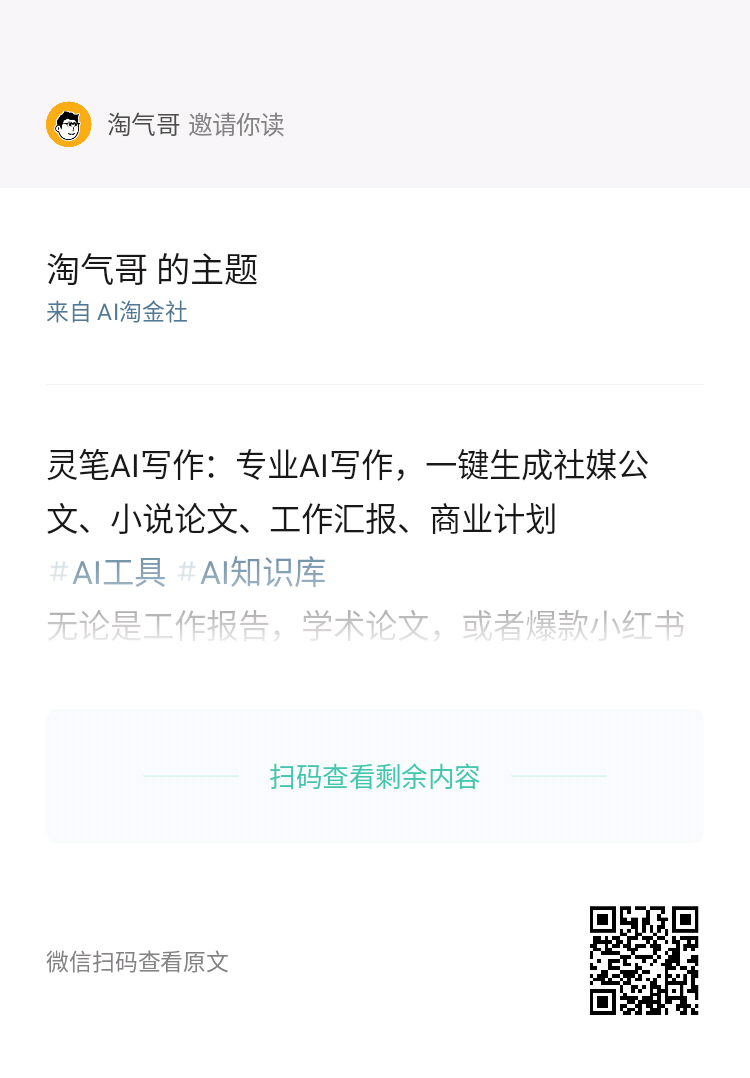 淘气哥 邀请你读
淘气哥 的主题
来自 AI淘金社
灵笔AI写作：专业AI写作，一键生成社媒公
文、小说论文、工作汇报、商业计划
#AI工具 #AI知识库
无论是工作报告，学术论文，或者爆款小红书
扫码查看剩余内容
微信扫码查看原文